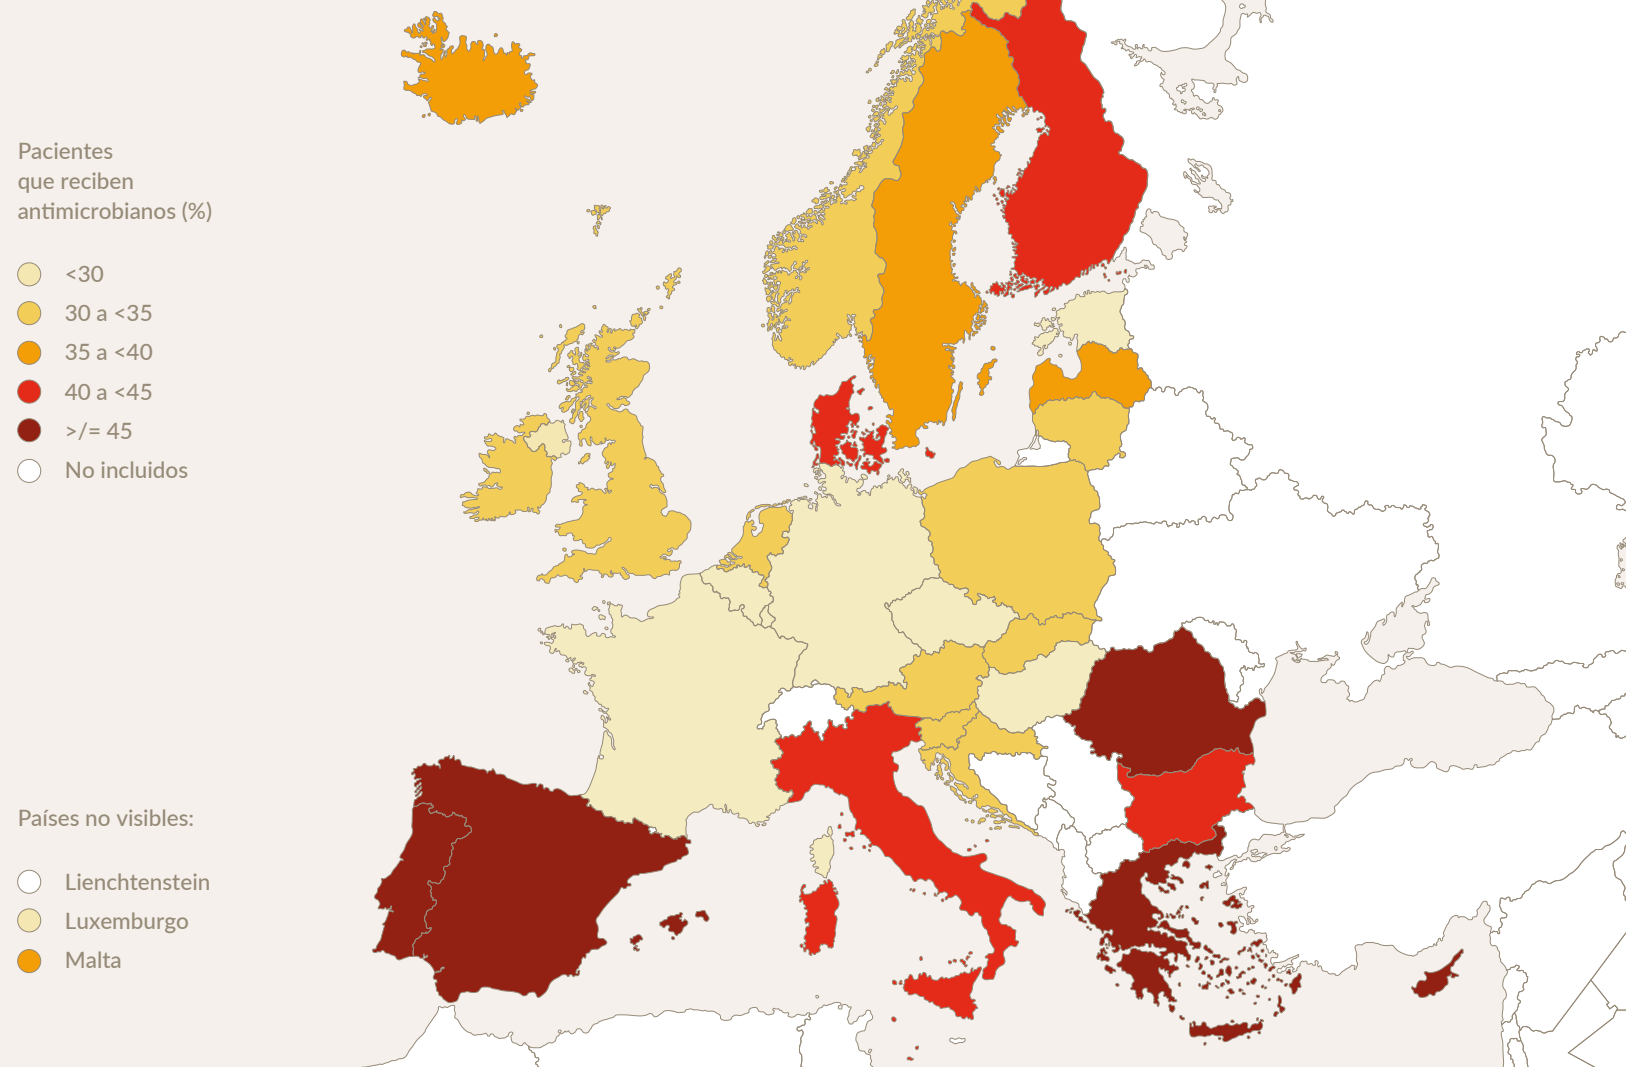 Pacientes
que reciben
antimicrobianos (%)
<30
30 a <35
35 a <40
40 a <45
>/= 45
No incluidos
Países no visibles:
Lienchtenstein
Luxemburgo
Malta